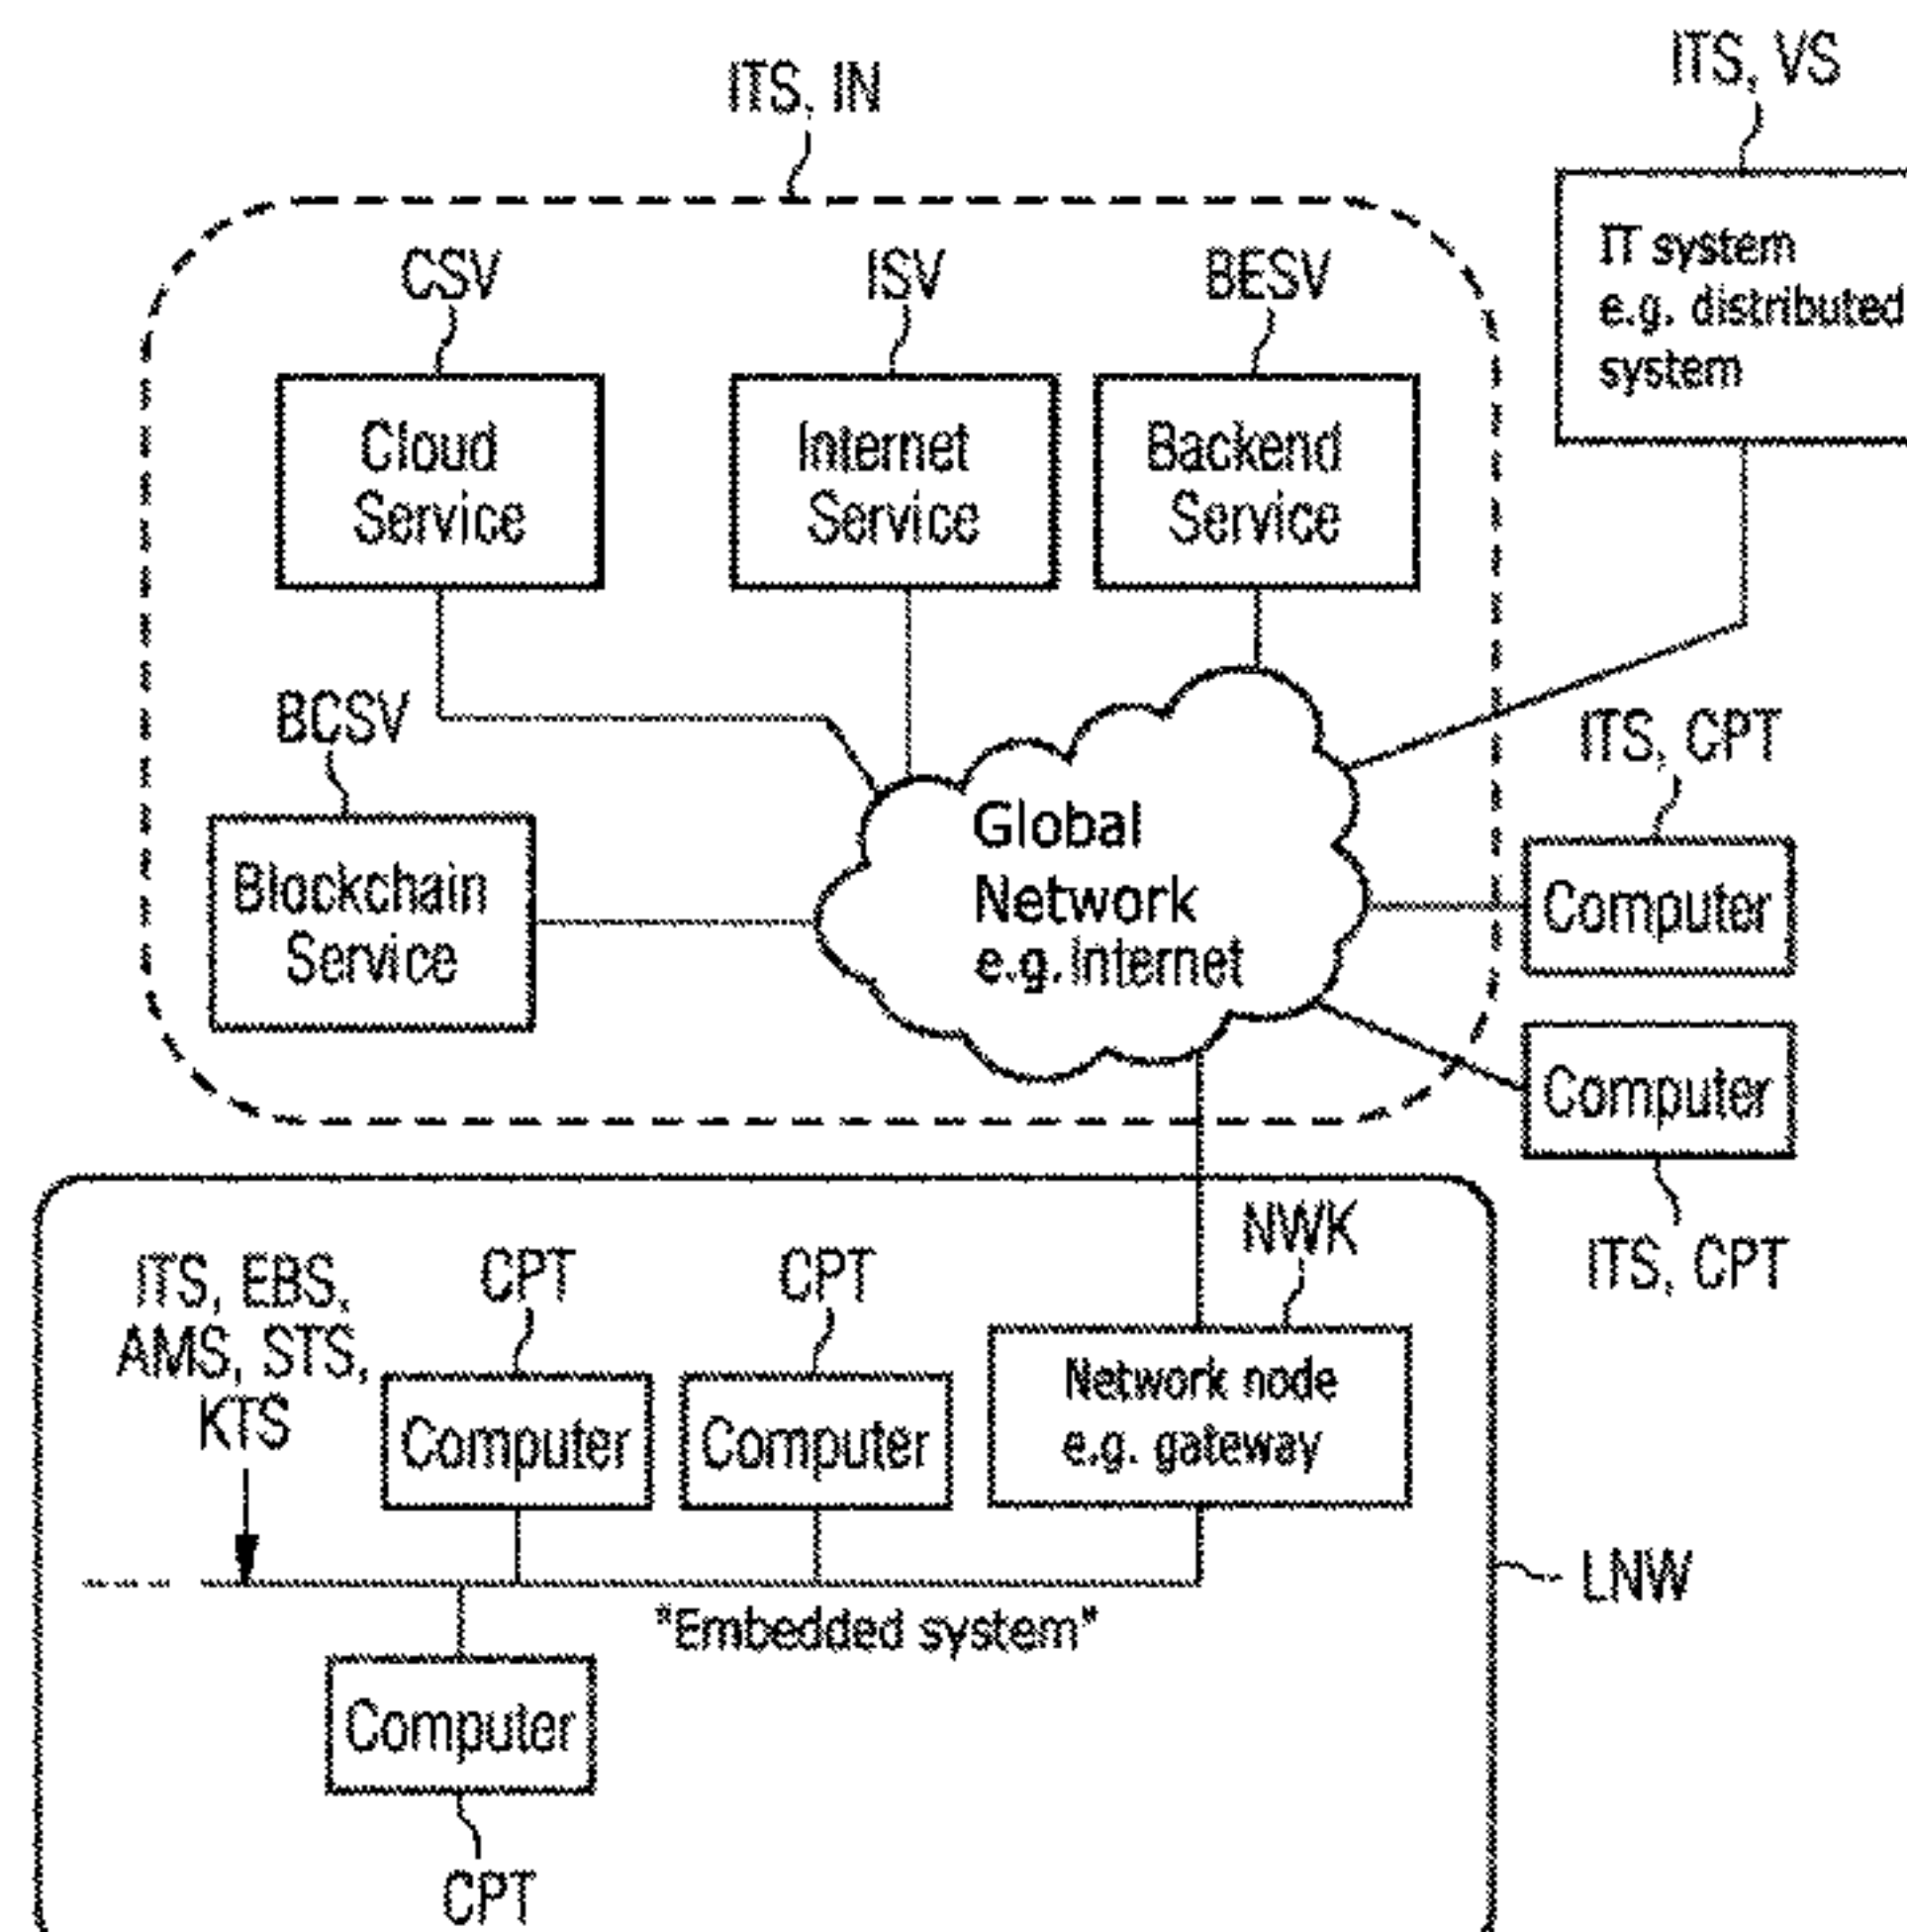 ITS, IN
ITS, VS
IT system
e.g. distributed
system
CSV
ISV
BESV
Cloud
Service
Internet
Service
Backend
Service
BCSV
Blockchain
Service
Global
Network
e.g. Internet
ITS, CPT
Computer
Computer
ITS, CPT
NWK
ITS, EBS,
AMS, STS,
KTS
CPT
CPT
Computer
Computer
Network node
e.g. gateway
LNW
"Embedded system"
Computer
CPT